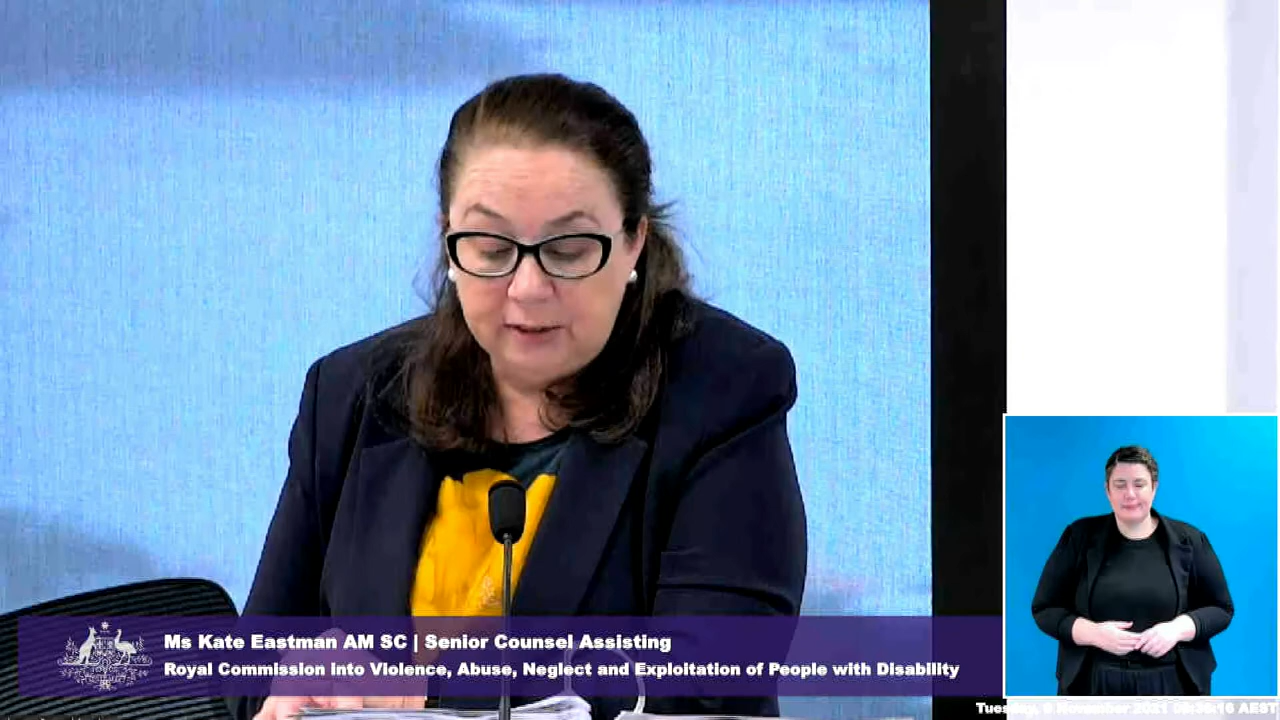 Ms Kate Eastman AM SC | Senior Counsel Assisting
Royal Commission into Violence, Abuse, Neglect and Exploitation of People with Disability
Tuesday, 9 November 2021 AEST